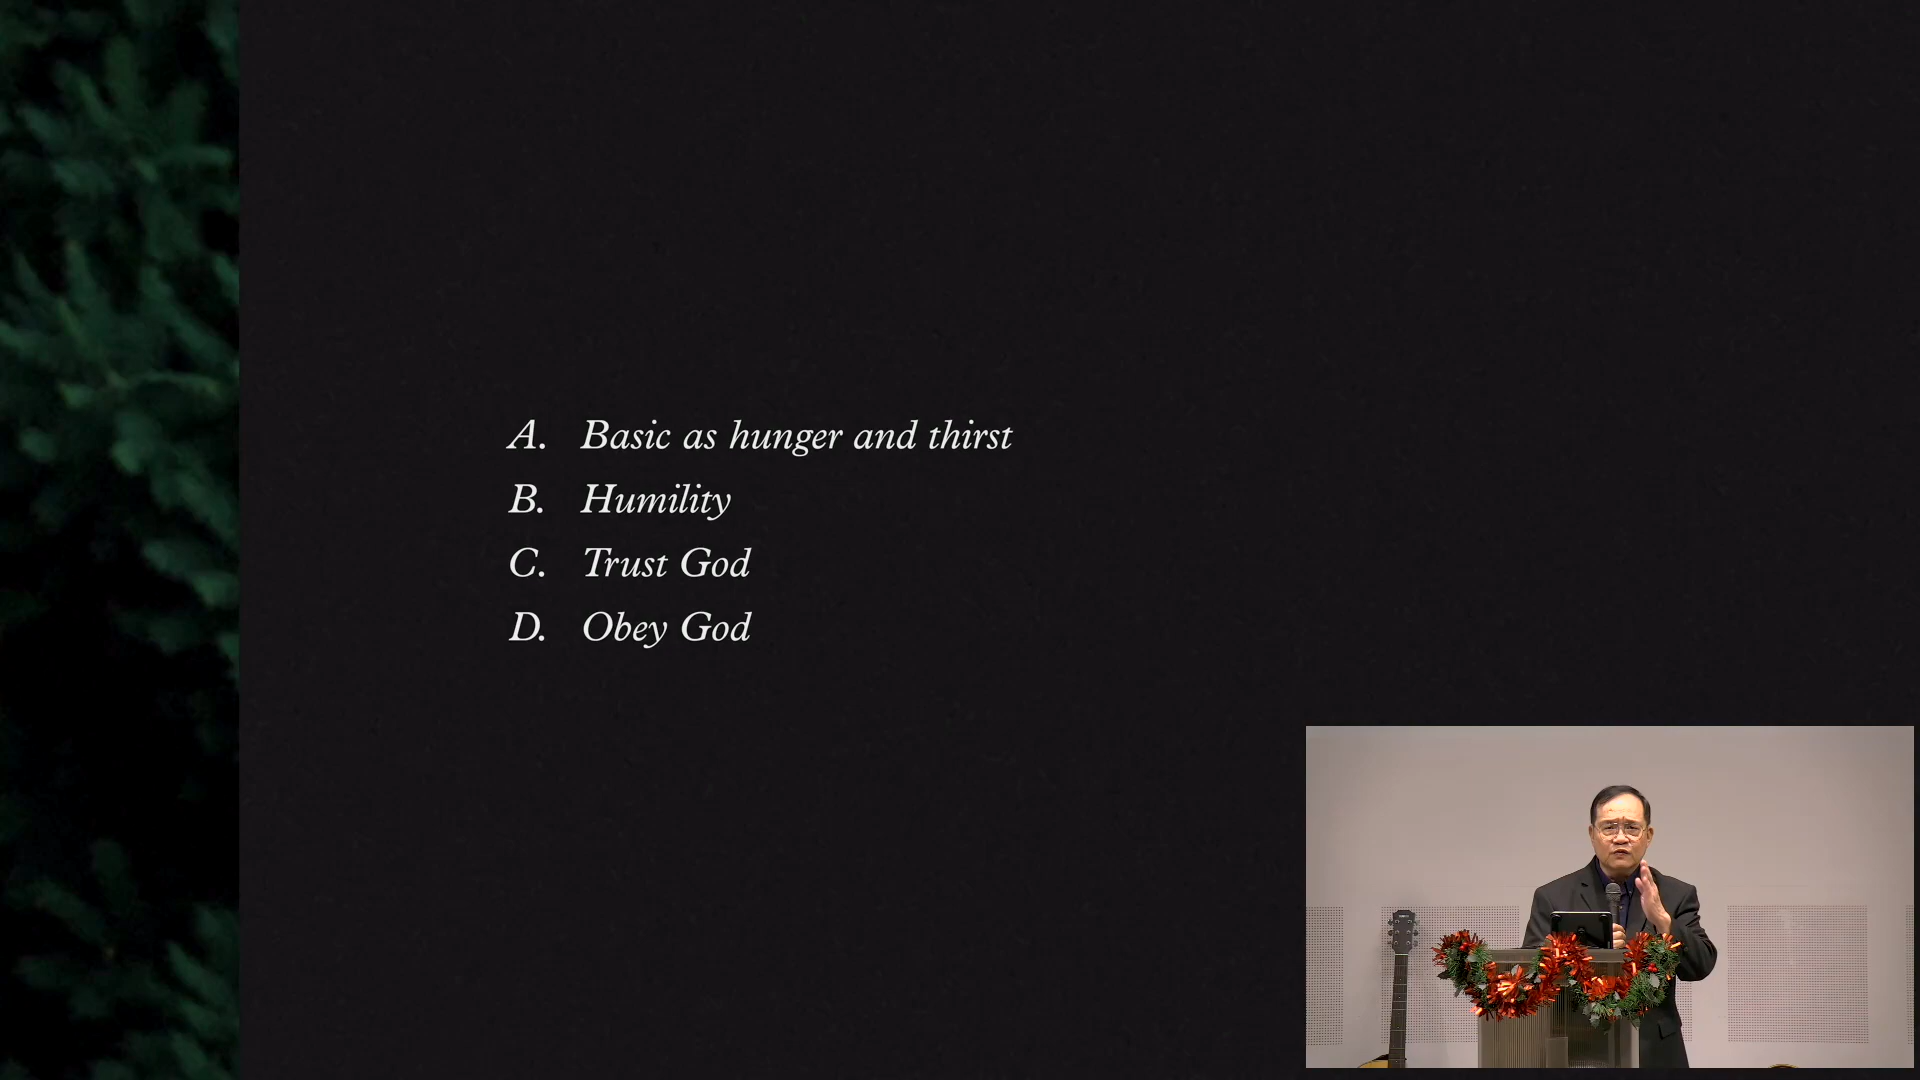 A. Basic as hunger and thirst
B. Humility
C. Trust God
D. Obey God